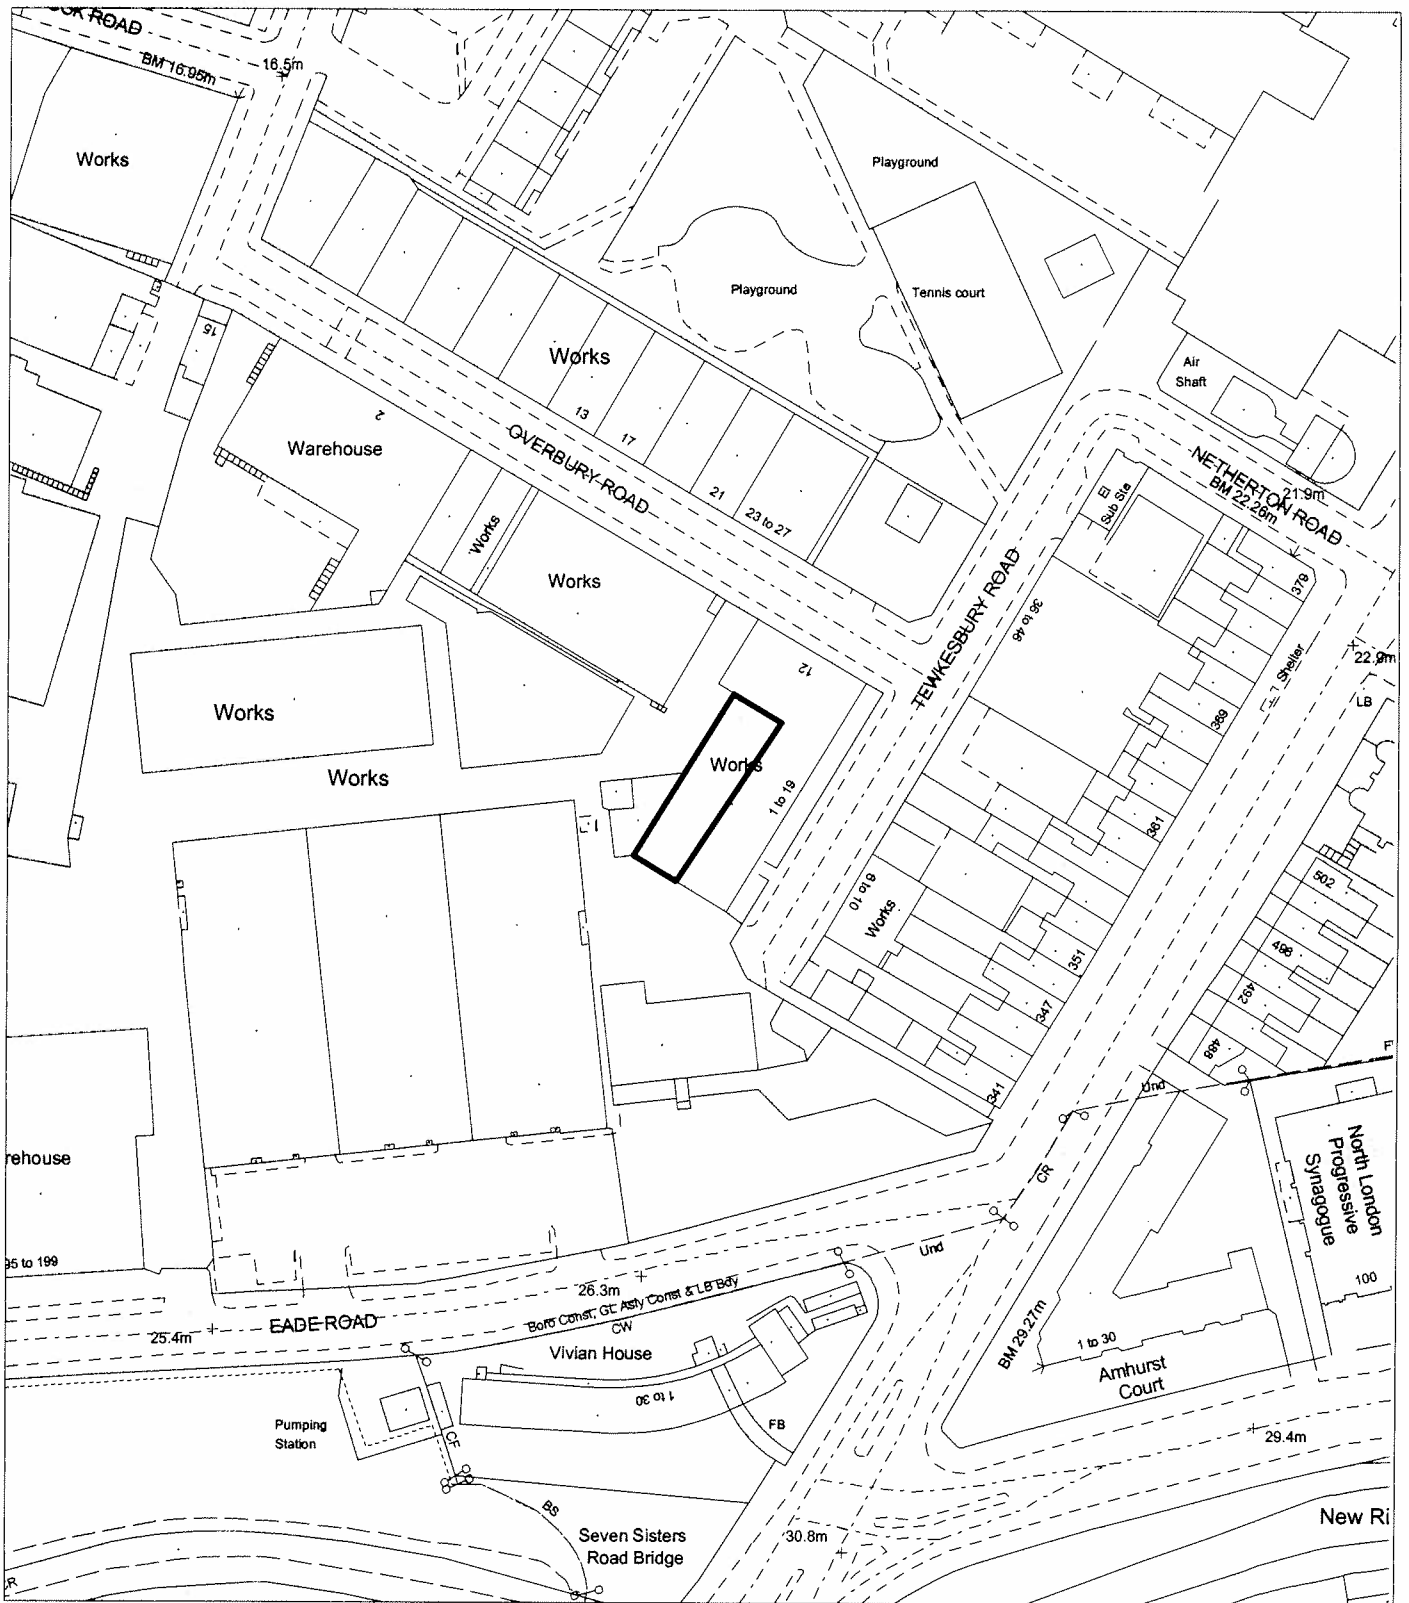 OOK ROAD
BM 16.95m
16.5m
Works
Playground
Playground
Tennis court
15
Works
Air
Shaft
2
13
Warehouse
17
OVERBURY ROAD
NETHERTON ROAD
BM 22.26m
21.9m
El
Sub Sta
21
23 to 27
Works
Works
TEWKESBURY ROAD
36 to 46
379
Shelter
22.9m
12
LB
369
Works
Works
Works
1 to 19
361
502
6 to 10
Works
351
498
492
347
488
341
Und
rehouse
CR
North London
Progressive
Synagogue
Und
95 to 199
100
26.3m
Boro Const, GL Asly Const & LB Bdy
EADE ROAD
25.4m
CW
Vivian House
BM 29.27m
1 to 30
Amhurst
Court
1 to 30
Pumping
Station
FB
CF
29.4m
BS
New Ri
Seven Sisters
Road Bridge
30.8m